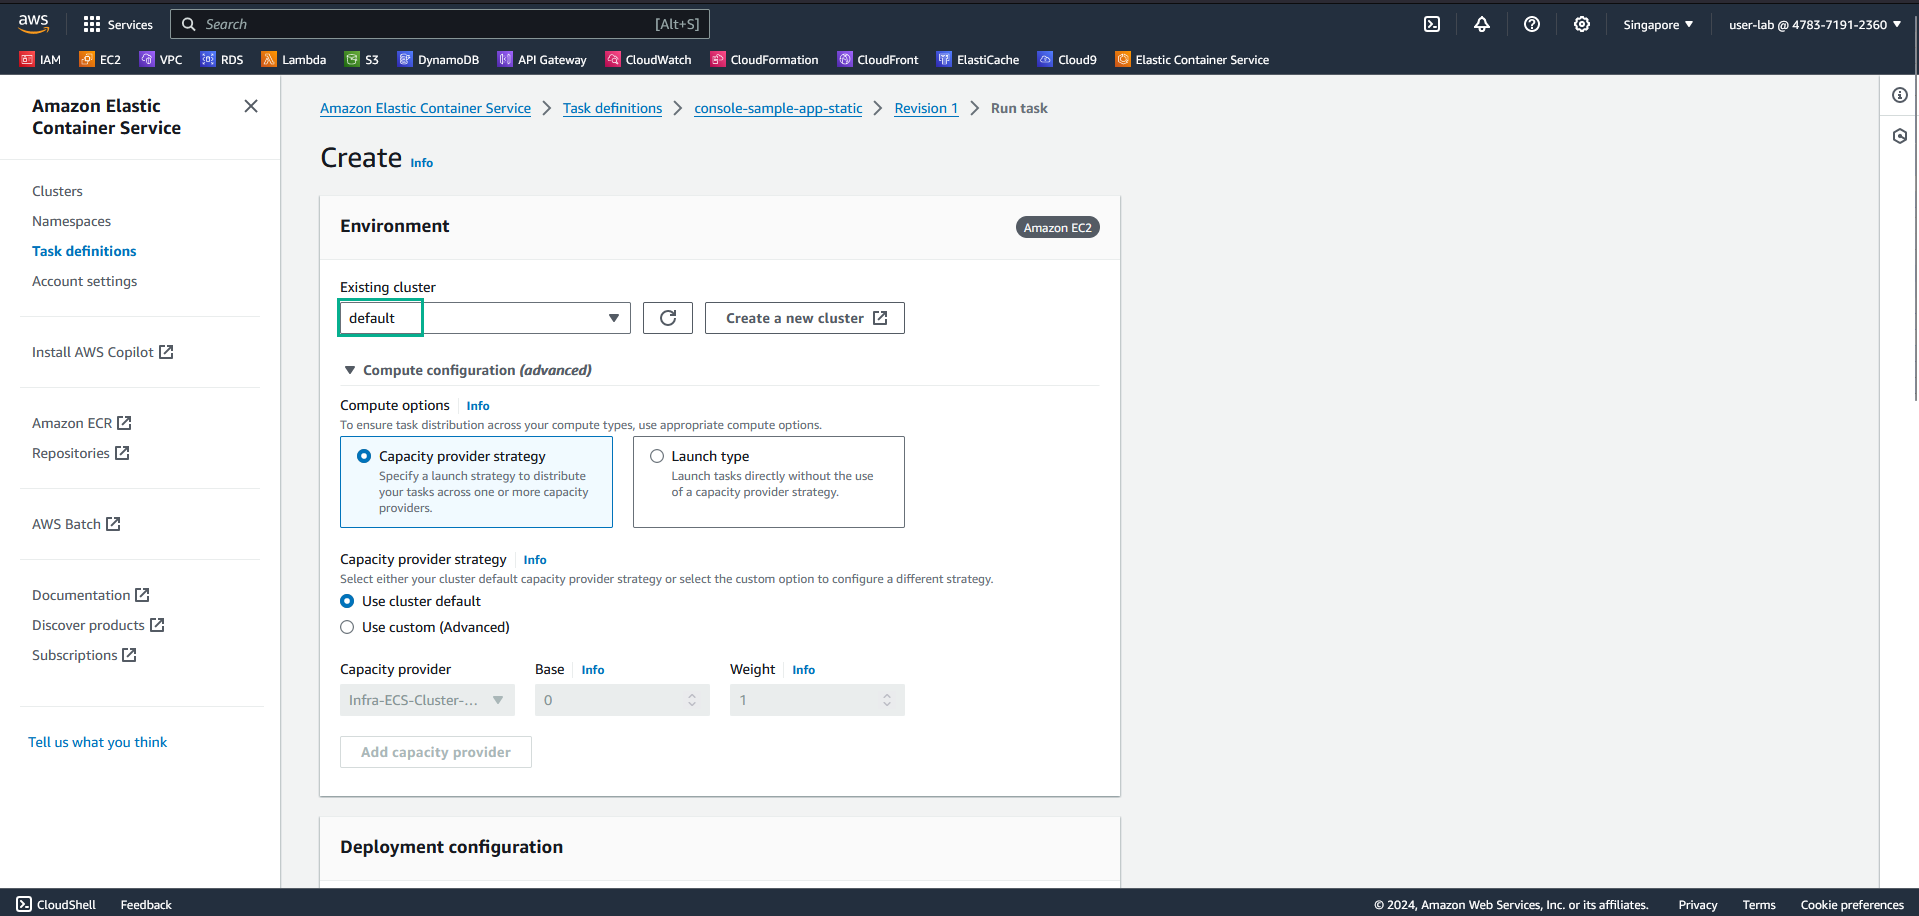 aws
Services
Search
[Alt+S]
Singapore
user-lab @ 4783-7191-2360
IAM
EC2
VPC
RDS
Lambda
S3
DynamoDB
API Gateway
CloudWatch
CloudFormation
CloudFront
ElastiCache
Cloud9
Elastic Container Service
Amazon Elastic
Container Service
Clusters
Namespaces
Task definitions
Account settings
Install AWS Copilot
Amazon ECR
Repositories
AWS Batch
Documentation
Discover products
Subscriptions
Tell us what you think
Amazon Elastic Container Service
Task definitions
console-sample-app-static
Revision 1
Run task
Create Info
Environment
Amazon EC2
Existing cluster
default
Create a new cluster
Compute configuration (advanced)
Compute options Info
To ensure task distribution across your compute types, use appropriate compute options.
Capacity provider strategy
Specify a launch strategy to distribute
your tasks across one or more capacity
providers.
Launch type
Launch tasks directly without the use
of a capacity provider strategy.
Capacity provider strategy Info
Select either your cluster default capacity provider strategy or select the custom option to configure a different strategy.
Use cluster default
Use custom (Advanced)
Capacity provider
Base Info
Weight Info
Infra-ECS-Cluster-...
0
1
Add capacity provider
Deployment configuration
CloudShell
Feedback
© 2024, Amazon Web Services, Inc. or its affiliates.
Privacy
Terms
Cookie preferences